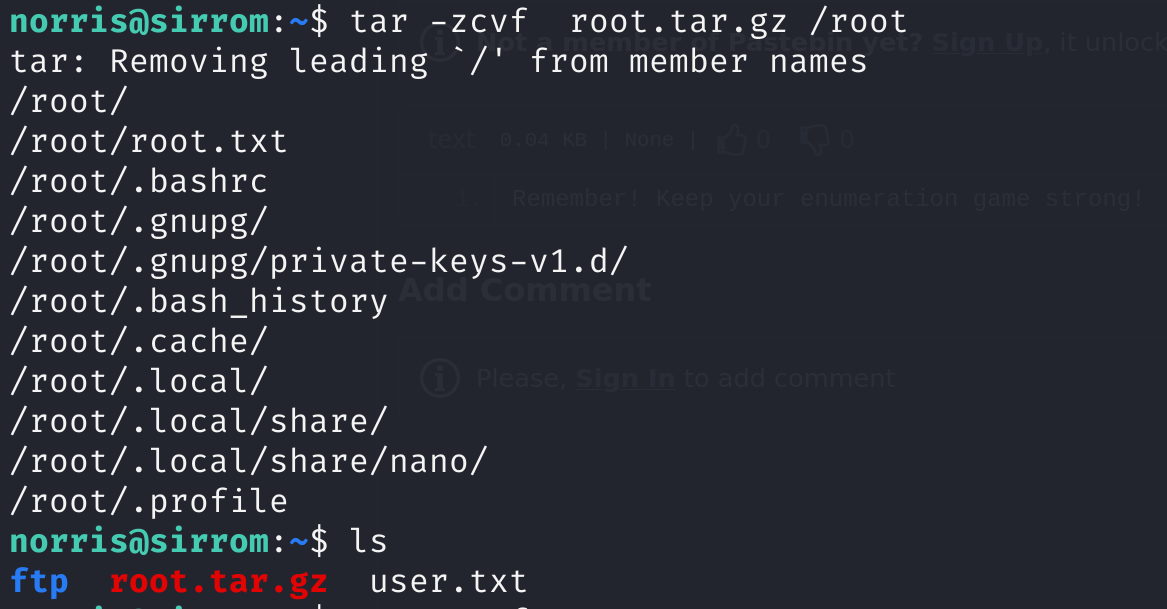 norris@sirrom:~$ tar -zcvf  root.tar.gz /root
Not a member of Pastebin yet? Sign Up, it unlock
tar: Removing leading `/' from member names
/root/
/root/root.txt
text 0.04 KB | None | 0 0
/root/.bashrc
1. Remember! Keep your enumeration game strong!
/root/.gnupg/
/root/.gnupg/private-keys-v1.d/
Add Comment
/root/.bash_history
/root/.cache/
Please, Sign In to add comment
/root/.local/
/root/.local/share/
/root/.local/share/nano/
/root/.profile
norris@sirrom:~$ ls
ftp  root.tar.gz  user.txt